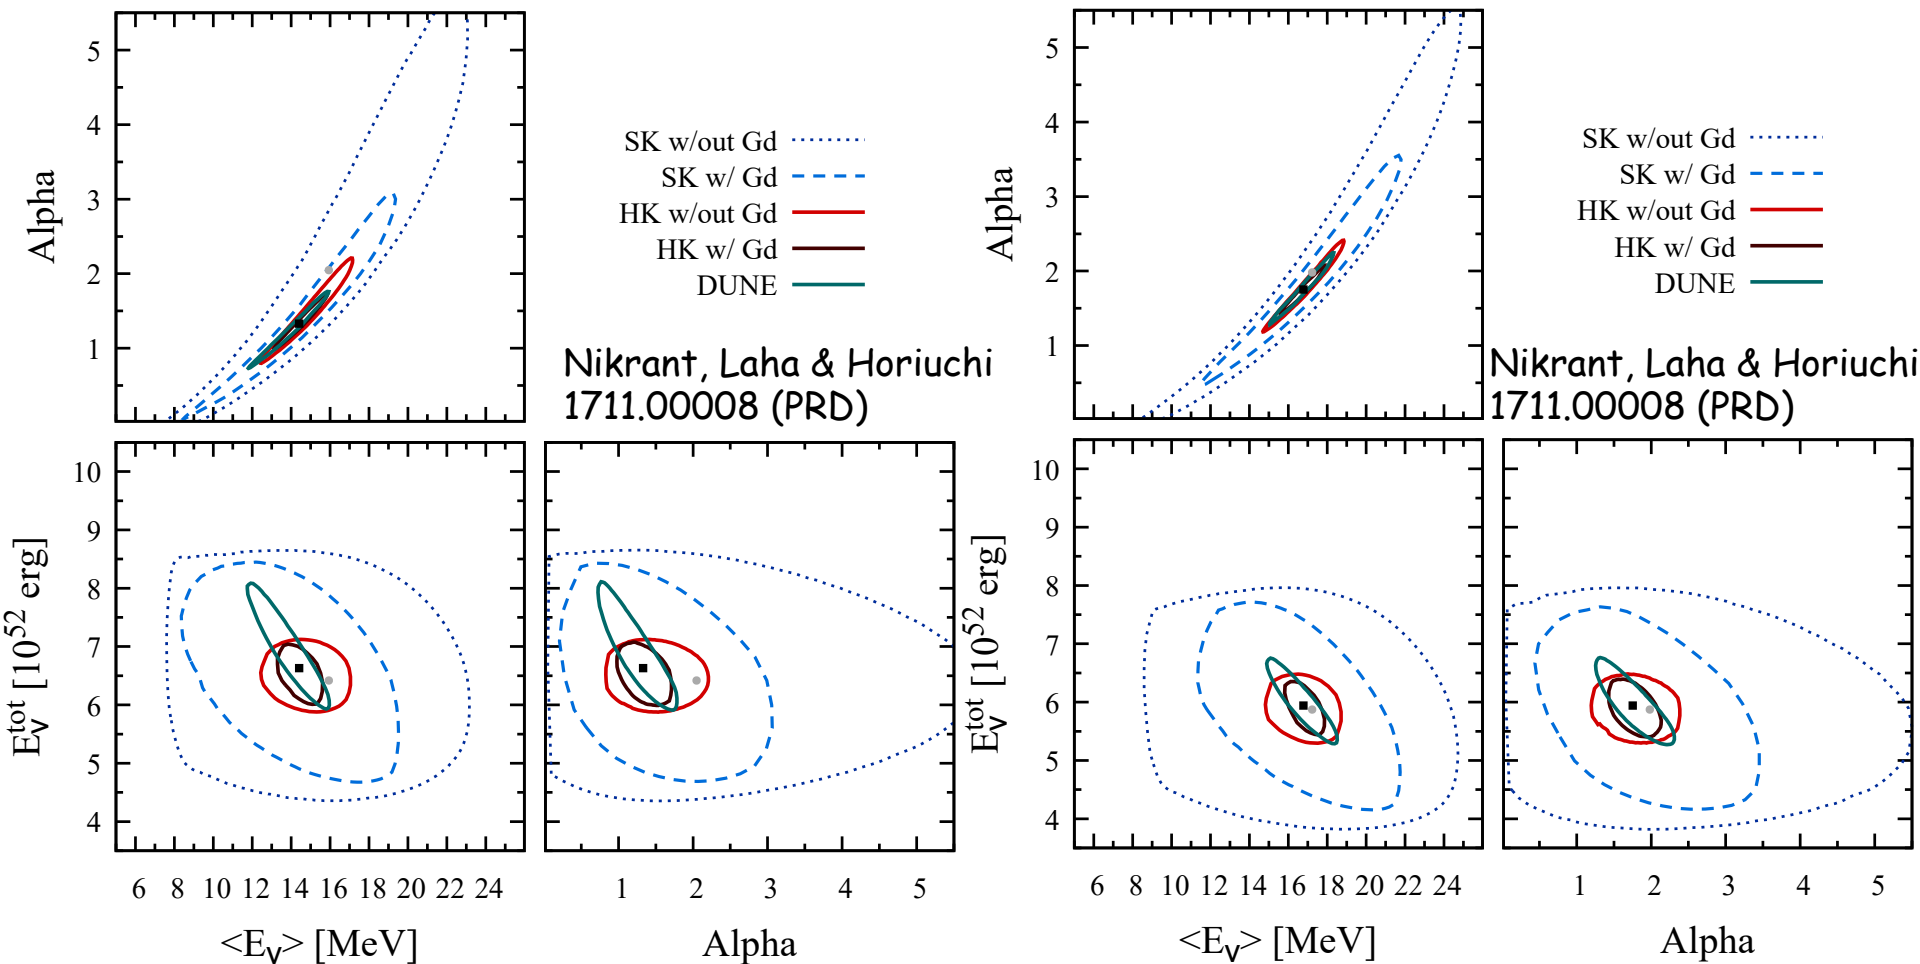 5
4
3
2
1
Alpha
SK w/out Gd
SK w/ Gd
HK w/out Gd
HK w/ Gd
DUNE
Nikrant, Laha & Horiuchi
1711.00008 (PRD)
10
9
8
7
6
5
4
E_ν^tot [10^52 erg]
6 8 10 12 14 16 18 20 22 24
<E_ν> [MeV]
1 2 3 4 5
Alpha
5
4
3
2
1
Alpha
SK w/out Gd
SK w/ Gd
HK w/out Gd
HK w/ Gd
DUNE
Nikrant, Laha & Horiuchi
1711.00008 (PRD)
10
9
8
7
6
5
4
E_ν^tot [10^52 erg]
6 8 10 12 14 16 18 20 22 24
<E_ν> [MeV]
1 2 3 4 5
Alpha